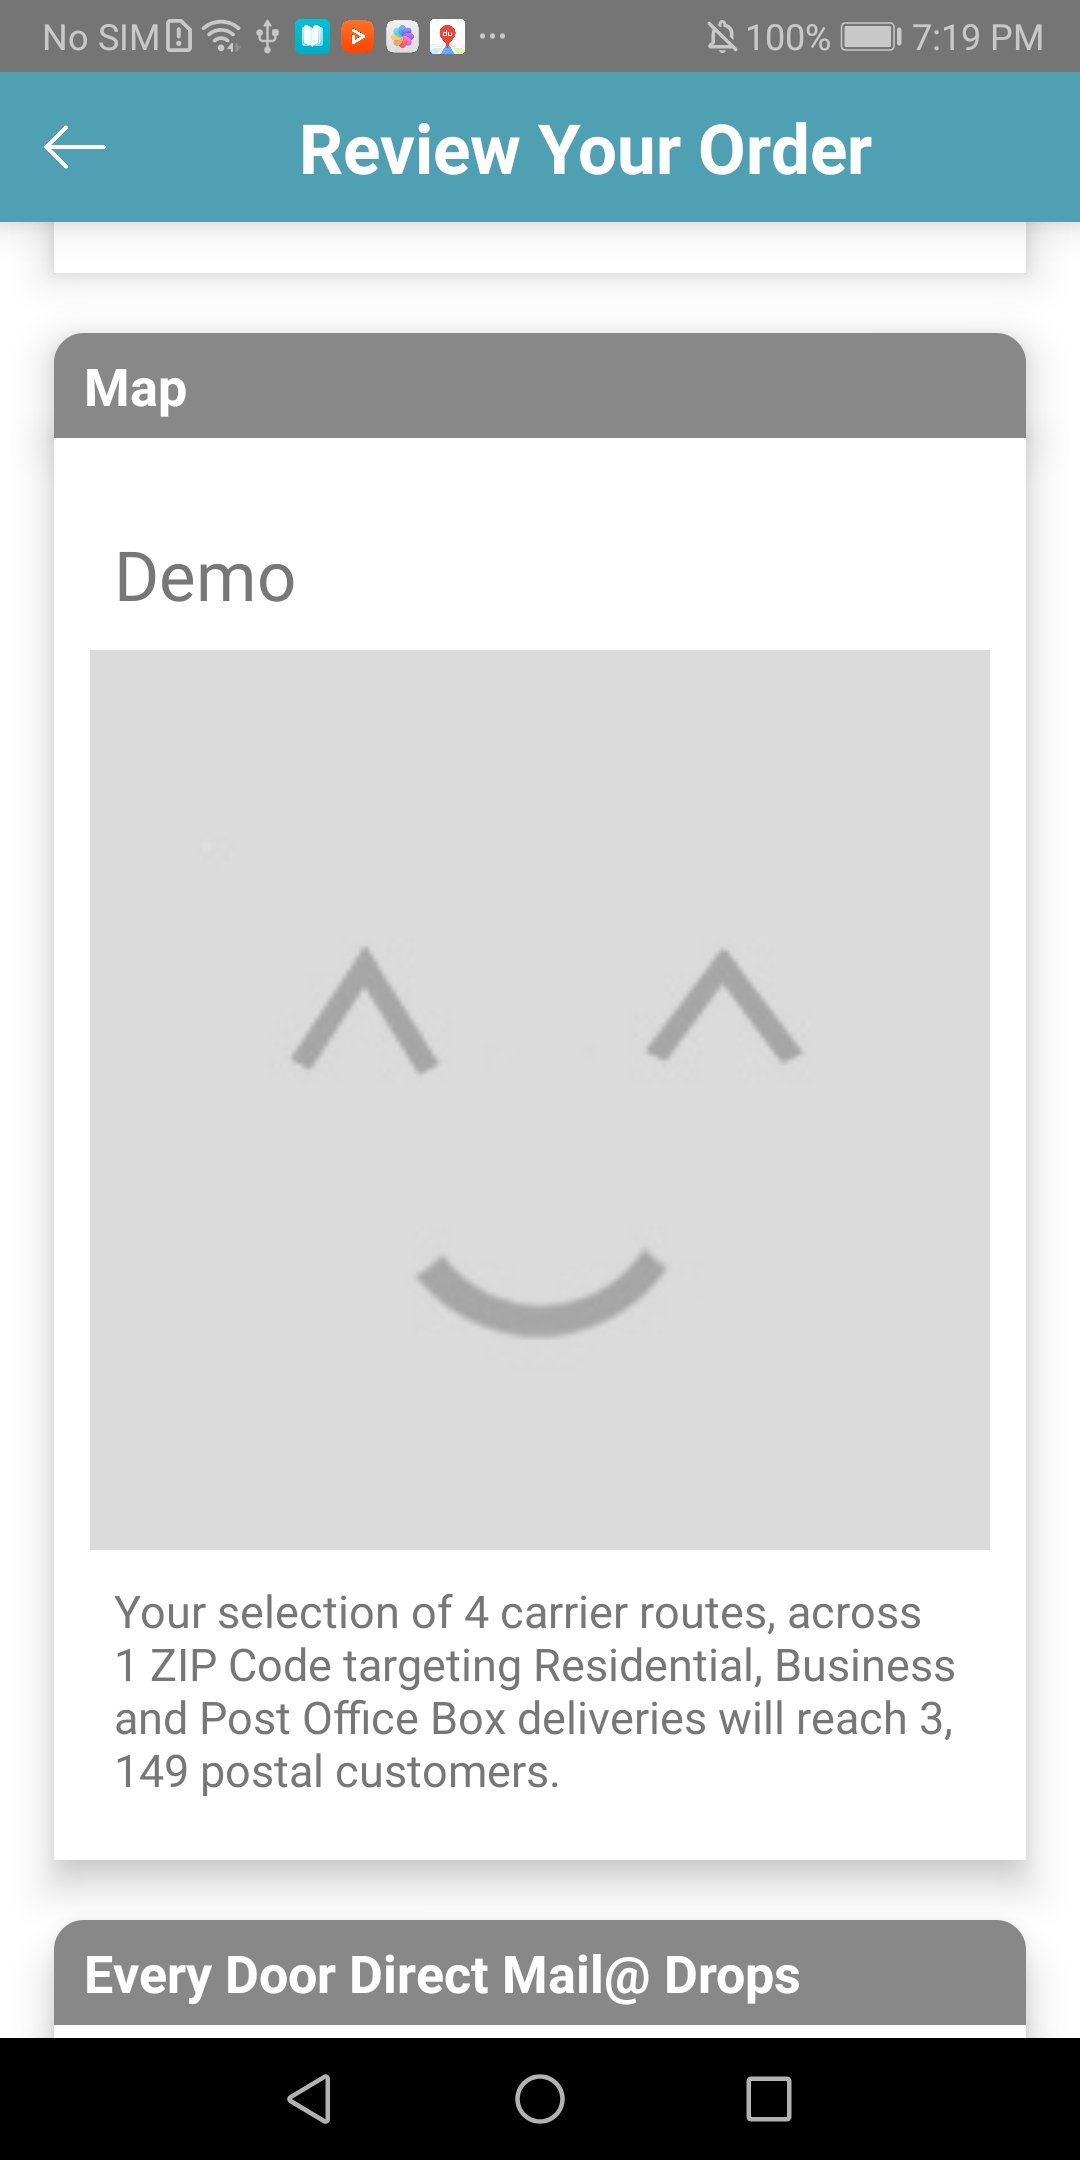 No SIM 100% 7:19 PM
Review Your Order
Map
Demo
Your selection of 4 carrier routes, across
1 ZIP Code targeting Residential, Business
and Post Office Box deliveries will reach 3,
149 postal customers.
Every Door Direct Mail@ Drops